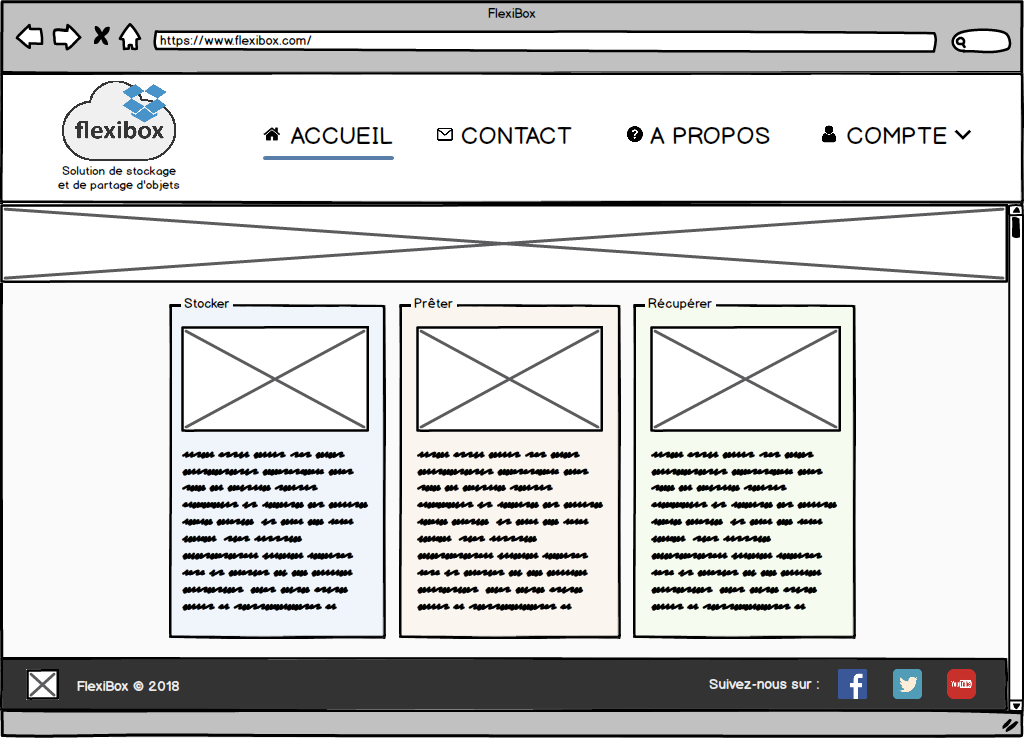 FlexiBox
https://www.flexibox.com/
flexibox
Solution de stockage
et de partage d'objets
ACCUEIL
CONTACT
A PROPOS
COMPTE
Stocker
Prêter
Récupérer
FlexiBox © 2018
Suivez-nous sur :
YouTube